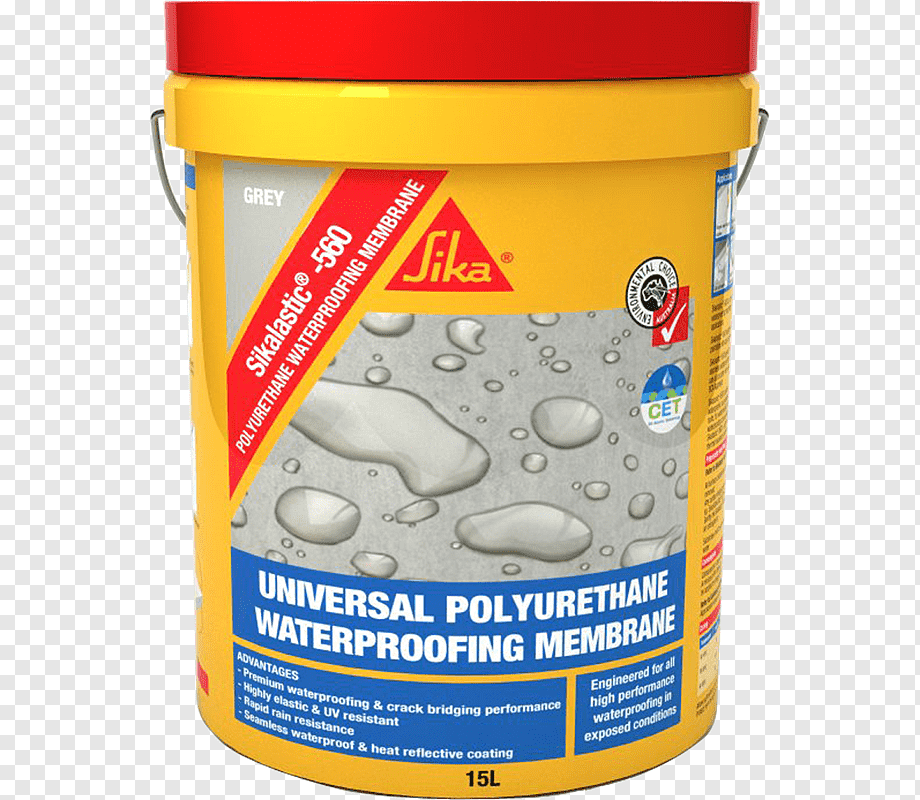 GREY
Sikalastic® -560
POLYURETHANE WATERPROOFING MEMBRANE
Sika®
ENVIRONMENTAL CHOICE
AUSTRALIA
CET
UNIVERSAL POLYURETHANE
WATERPROOFING MEMBRANE
ADVANTAGES
- Premium waterproofing & crack bridging performance
- Highly elastic & UV resistant
- Rapid rain resistance
- Seamless waterproof & heat reflective coating
Engineered for all
high performance
waterproofing in
exposed conditions
15L